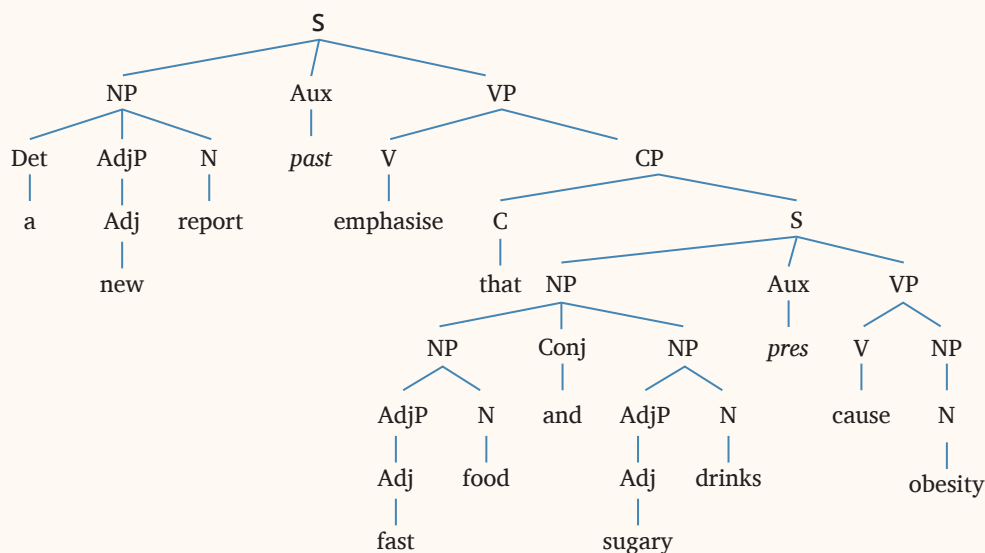 S
NP Aux VP
Det AdjP N past V CP
a Adj report emphasise C S
new that NP Aux VP
NP Conj NP pres V NP
AdjP N and AdjP N cause N
Adj food Adj drinks obesity
fast sugary